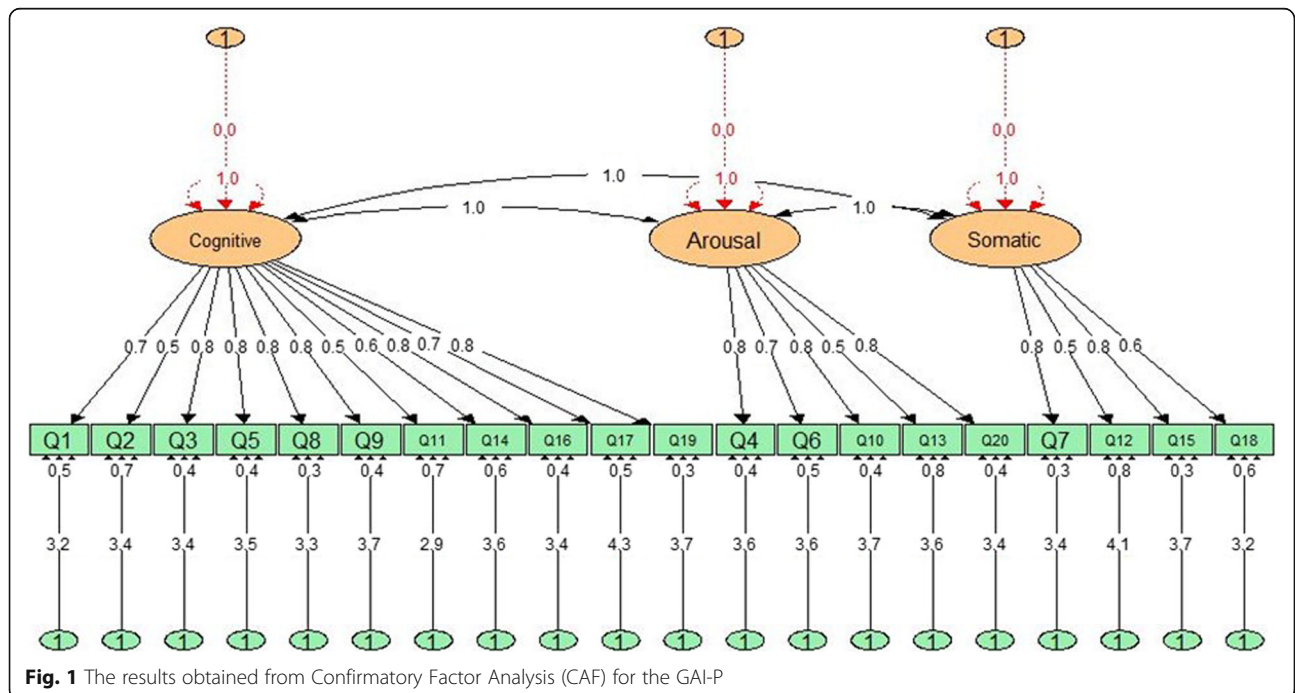 1 1 1
0.0 0.0 0.0
1.0 1.0 1.0
1.0
1.0 1.0
Cognitive Arousal Somatic
0.7 0.5 0.8 0.8 0.8 0.8 0.5 0.6 0.8 0.7 0.8 0.8 0.7 0.8 0.5 0.8 0.8 0.5 0.8 0.6
Q1 Q2 Q3 Q5 Q8 Q9 Q11 Q14 Q16 Q17 Q19 Q4 Q6 Q10 Q13 Q20 Q7 Q12 Q15 Q18
0.5 0.7 0.4 0.4 0.3 0.4 0.7 0.6 0.4 0.5 0.3 0.4 0.5 0.4 0.8 0.4 0.3 0.8 0.3 0.6
3.2 3.4 3.4 3.5 3.3 3.7 2.9 3.6 3.4 4.3 3.7 3.6 3.6 3.7 3.6 3.4 3.4 4.1 3.7 3.2
1 1 1 1 1 1 1 1 1 1 1 1 1 1 1 1 1 1 1 1
Fig. 1 The results obtained from Confirmatory Factor Analysis (CAF) for the GAI-P